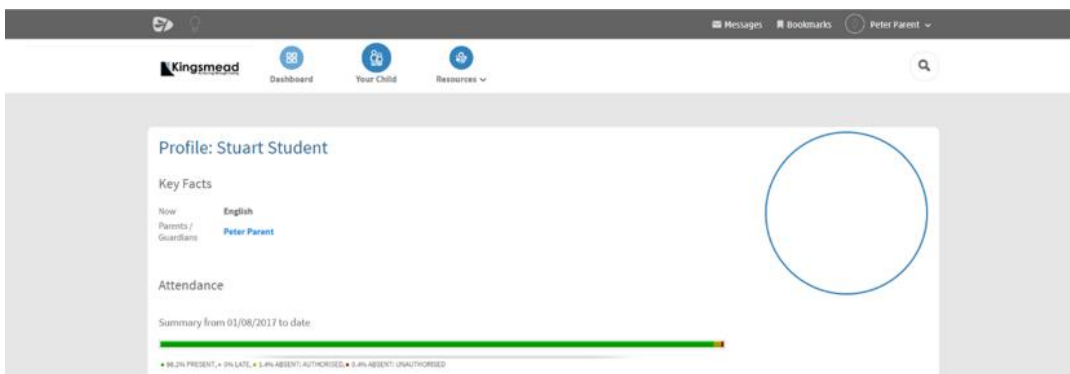 Messages Bookmarks Peter Parent
Kingsmead
Dashboard Your Child Resources
Profile: Stuart Student
Key Facts
Now English
Parents / Guardians Peter Parent
Attendance
Summary from 01/08/2017 to date
98.2% PRESENT, 0% LATE, 1.4% ABSENT: AUTHORISED, 0.4% ABSENT: UNAUTHORISED